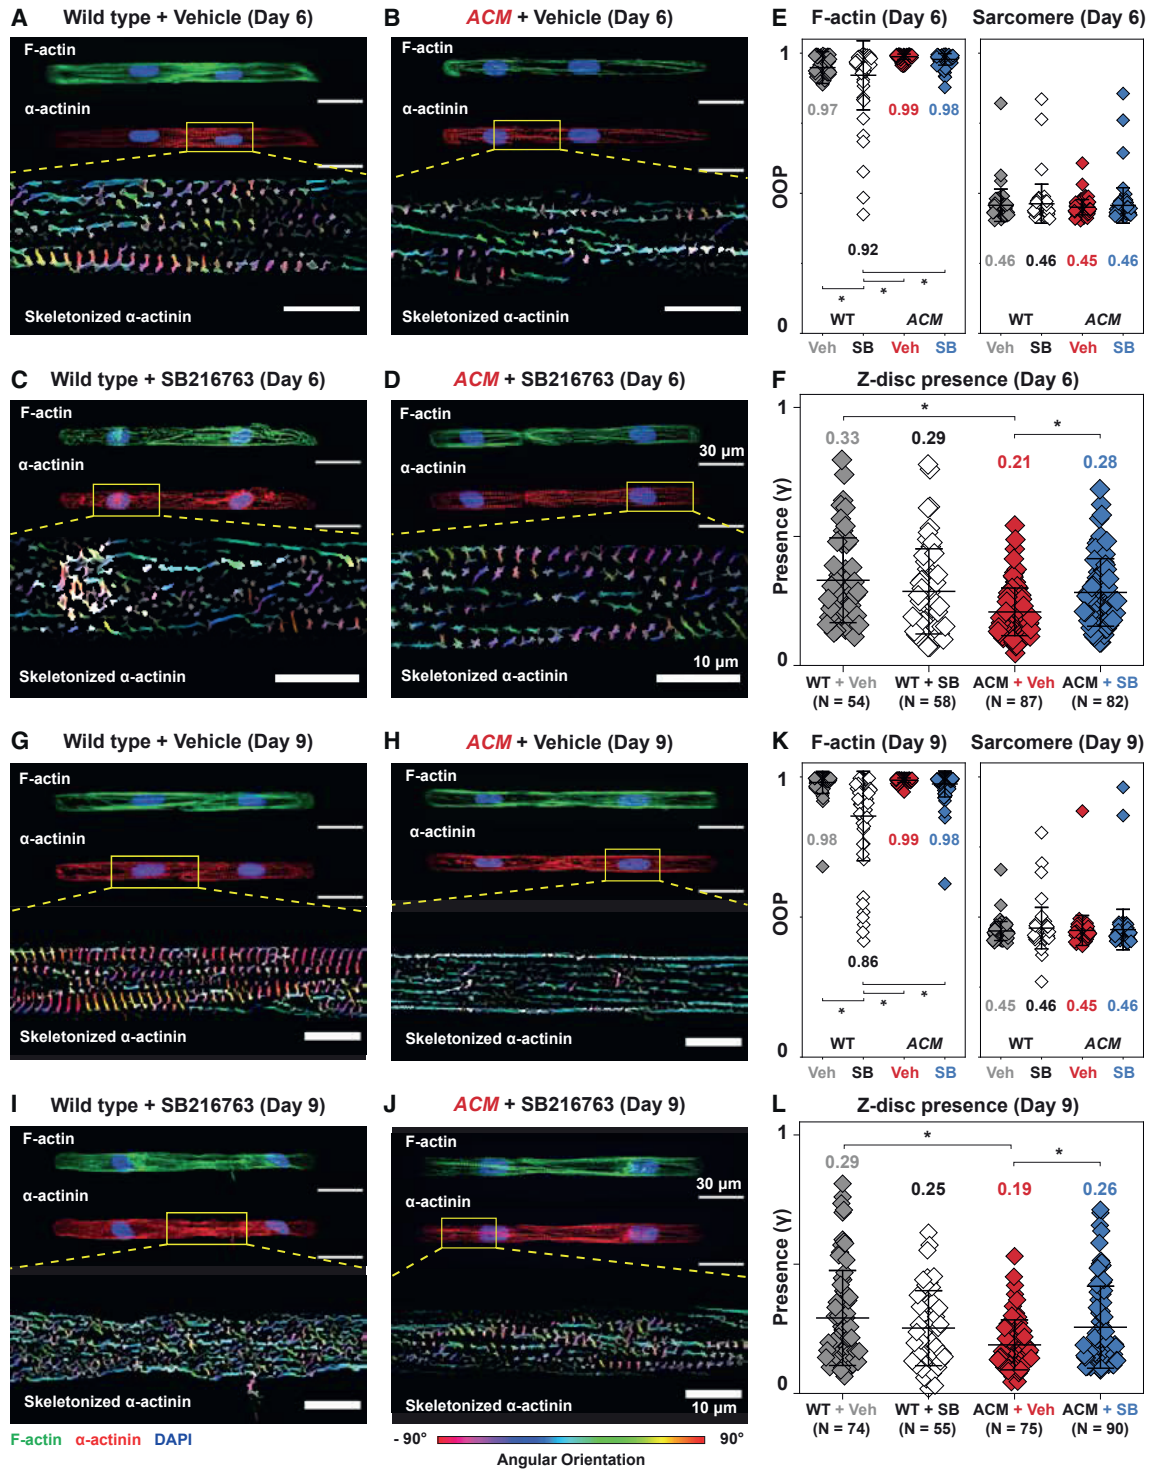 A Wild type + Vehicle (Day 6)
F-actin
α-actinin
Skeletonized α-actinin
B ACM + Vehicle (Day 6)
F-actin
α-actinin
Skeletonized α-actinin
E F-actin (Day 6) Sarcomere (Day 6)
OOP
1
0
0.97 0.99 0.98
0.92
* * *
WT ACM
Veh SB Veh SB
0.46 0.46 0.45 0.46
WT ACM
Veh SB Veh SB
C Wild type + SB216763 (Day 6)
F-actin
α-actinin
Skeletonized α-actinin
D ACM + SB216763 (Day 6)
F-actin
30 µm
α-actinin
10 µm
Skeletonized α-actinin
F Z-disc presence (Day 6)
Presence (γ)
1
0
* *
0.33 0.29 0.21 0.28
WT + Veh WT + SB ACM + Veh ACM + SB
(N = 54) (N = 58) (N = 87) (N = 82)
G Wild type + Vehicle (Day 9)
F-actin
α-actinin
Skeletonized α-actinin
H ACM + Vehicle (Day 9)
F-actin
α-actinin
Skeletonized α-actinin
K F-actin (Day 9) Sarcomere (Day 9)
OOP
1
0
0.98 0.99 0.98
0.86
* * *
WT ACM
Veh SB Veh SB
0.45 0.46 0.45 0.46
WT ACM
Veh SB Veh SB
I Wild type + SB216763 (Day 9)
F-actin
α-actinin
Skeletonized α-actinin
J ACM + SB216763 (Day 9)
F-actin
30 µm
α-actinin
Skeletonized α-actinin
10 µm
L Z-disc presence (Day 9)
Presence (γ)
1
0
* *
0.29 0.25 0.19 0.26
WT + Veh WT + SB ACM + Veh ACM + SB
(N = 74) (N = 55) (N = 75) (N = 90)
F-actin α-actinin DAPI
- 90° 90°
Angular Orientation